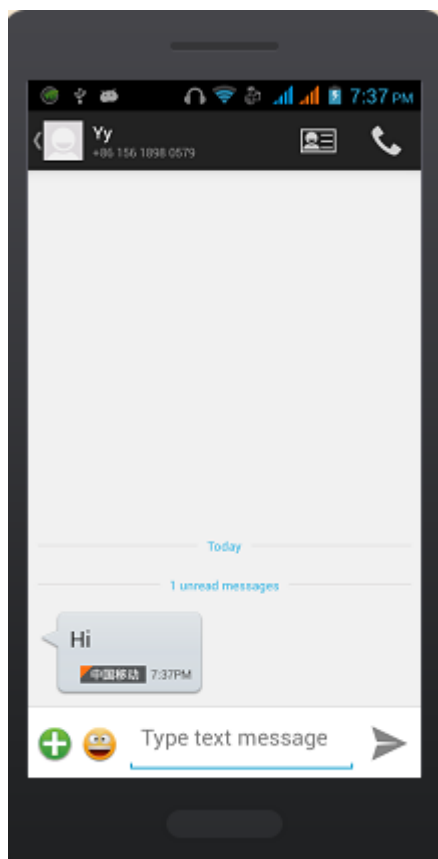 7:37 PM
Yy
+86 156 1898 0579
Today
1 unread messages
Hi
中国移动 7:37PM
Type text message